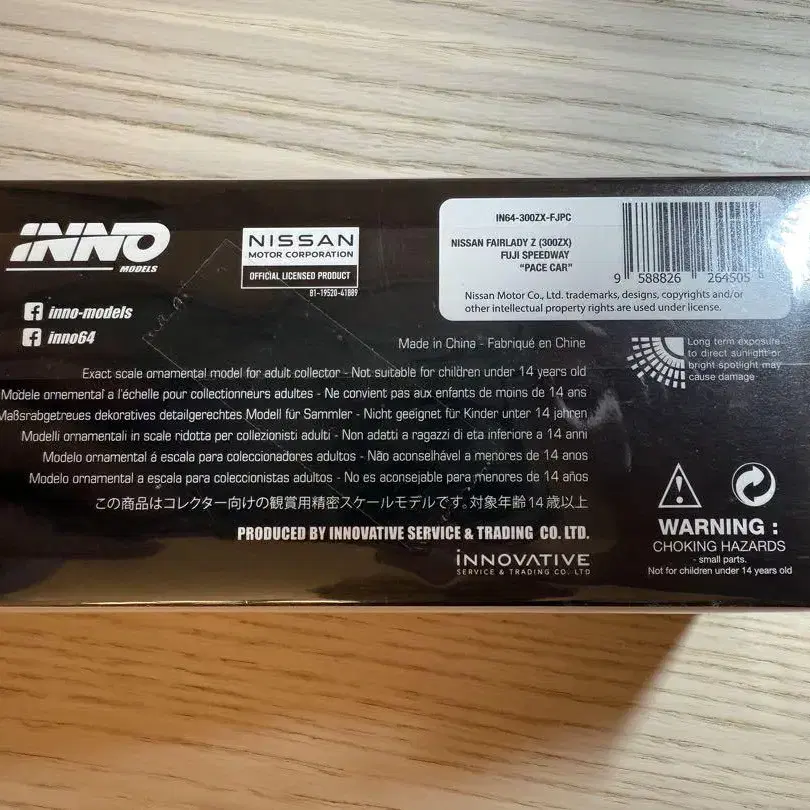 INNO
MODELS
inno-models
inno64
NISSAN
MOTOR CORPORATION
OFFICIAL LICENSED PRODUCT
81-19520-41889
IN64-300ZX-FJPC
NISSAN FAIRLADY Z (300ZX)
FUJI SPEEDWAY
"PACE CAR"
9 588826 264505
Nissan Motor Co., Ltd. trademarks, designs, copyrights and/or
other intellectual property rights are used under license.
Made in China - Fabriqué en Chine
Long term exposure
to direct sunlight or
bright spotlight may
cause damage
Exact scale ornamental model for adult collector - Not suitable for children under 14 years old
Modèle ornemental a l'échelle pour collectionneurs adultes - Ne convient pas aux enfants de moins de 14 ans
Maßsrabgetreues dekoratives detailgerechtes Modell für Sammler - Nicht geeignet für Kinder unter 14 jahren
Modelli ornamentali in scale ridotta per collezionisti adulti - Non adatti a ragazzi di eta inferiore a 14 anni
Modelo ornamental á escala para coleccionadores adultos - Não aconselhável a menores de 14 anos
Modelo ornamental a escala para coleccionistas adultos - No es aconsejable para menores de 14 años
この商品はコレクター向けの観賞用精密スケールモデルです。対象年齢14歳以上
PRODUCED BY INNOVATIVE SERVICE & TRADING CO. LTD.
INNOVATIVE
SERVICE & TRADING CO. LTD
WARNING :
CHOKING HAZARDS
- small parts.
Not for children under 14 years old